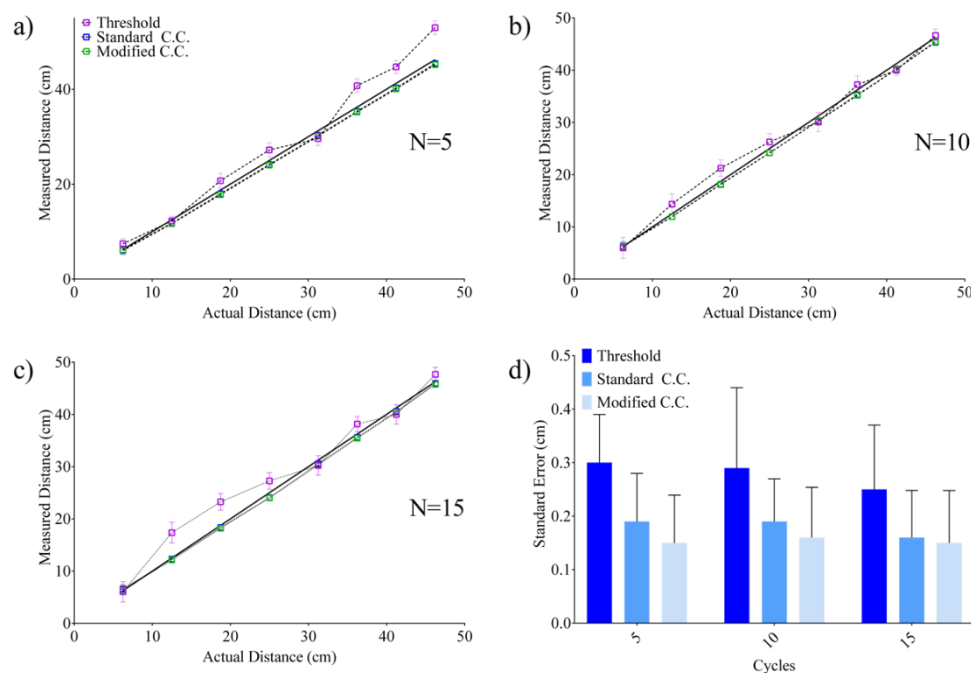 a)
Threshold
Standard C.C.
Modified C.C.
N=5
Measured Distance (cm)
0
20
40
0
10
20
30
40
50
Actual Distance (cm)
b)
N=10
Measured Distance (cm)
0
10
20
30
40
50
0
10
20
30
40
50
Actual Distance (cm)
c)
N=15
Measured Distance (cm)
0
10
20
30
40
50
0
10
20
30
40
50
Actual Distance (cm)
d)
Threshold
Standard C.C.
Modified C.C.
Standard Error (cm)
0.0
0.1
0.2
0.3
0.4
0.5
5
10
15
Cycles